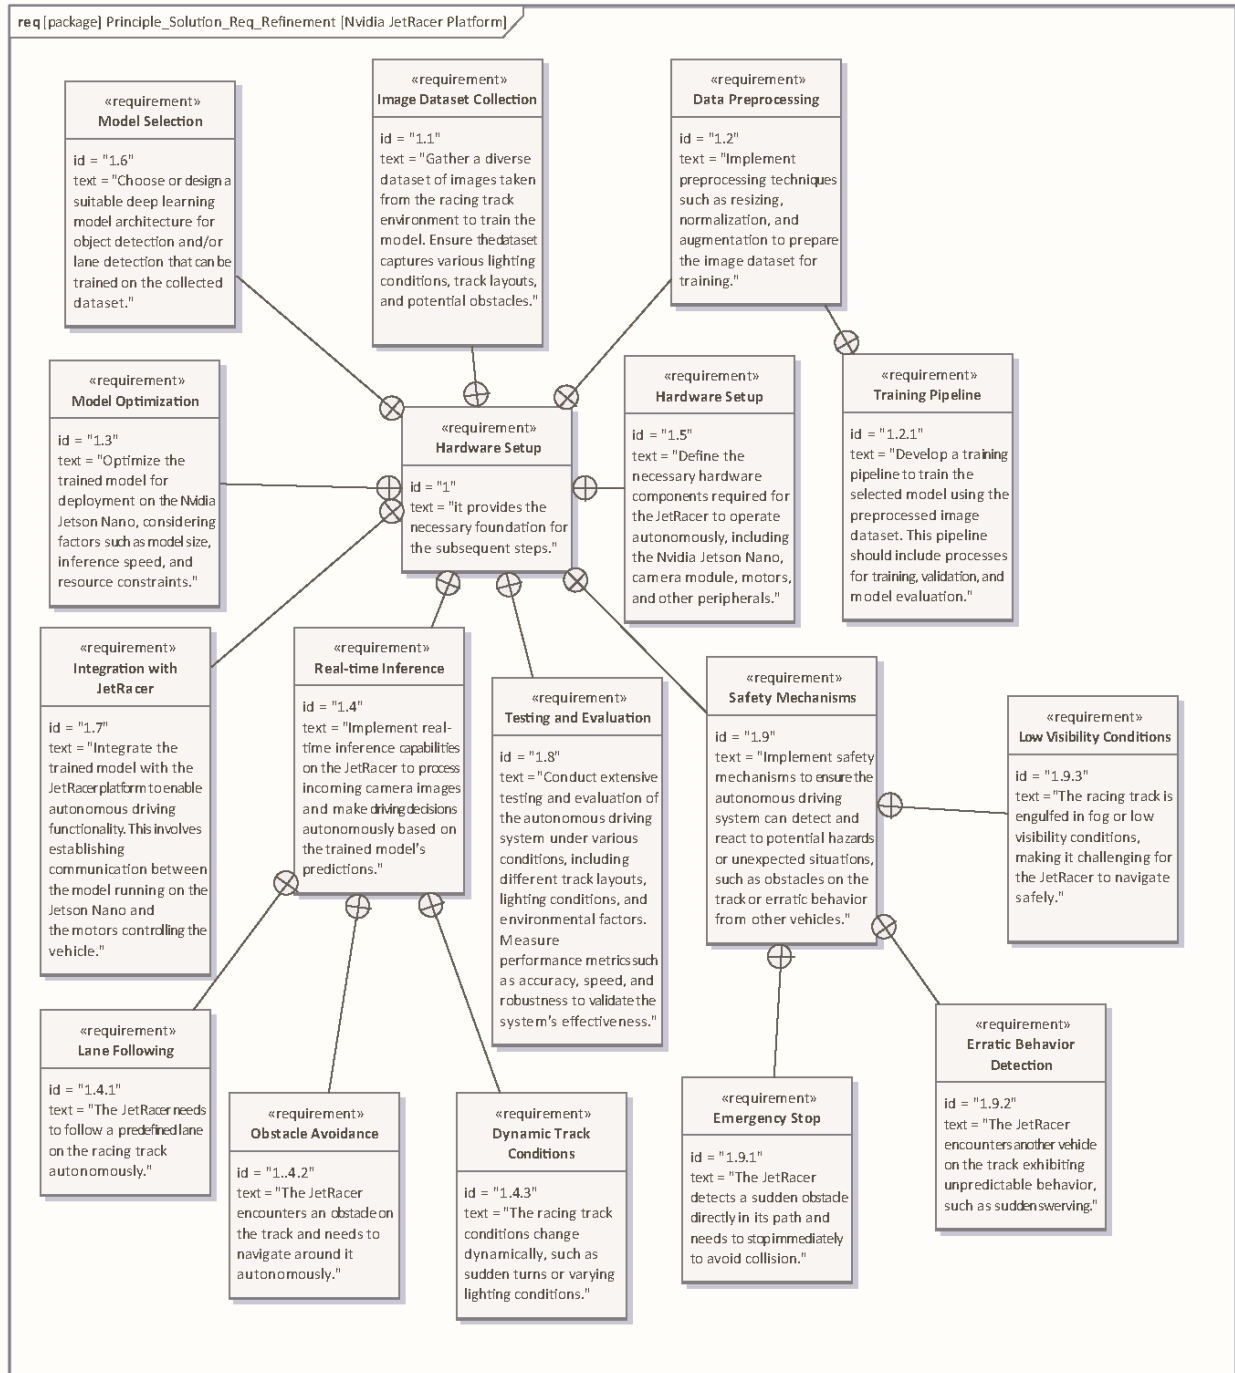 req [package] Principle_Solution_Req_Refinement [Nvidia JetRacer Platform]
«requirement»
Model Selection
id = "1.6"
text = "Choose or design a
suitable deep learning
model architecture for
object detection and/or
lane detection that can be
trained on the collected
dataset."
«requirement»
Image Dataset Collection
id = "1.1"
text = "Gather a diverse
dataset of images taken
from the racing track
environment to train the
model. Ensure the dataset
captures various lighting
conditions, track layouts,
and potential obstacles."
«requirement»
Data Preprocessing
id = "1.2"
text = "Implement
preprocessing techniques
such as resizing,
normalization, and
augmentation to prepare
the image dataset for
training."
«requirement»
Model Optimization
id = "1.3"
text = "Optimize the
trained model for
deployment on the Nvidia
Jetson Nano, considering
factors such as model size,
inference speed, and
resource constraints."
«requirement»
Hardware Setup
id = "1"
text = "it provides the
necessary foundation for
the subsequent steps."
«requirement»
Hardware Setup
id = "1.5"
text = "Define the
necessary hardware
components required for
the JetRacer to operate
autonomously, including
the Nvidia Jetson Nano,
camera module, motors,
and other peripherals."
«requirement»
Training Pipeline
id = "1.2.1"
text = "Develop a training
pipeline to train the
selected model using the
preprocessed image
dataset. This pipeline
should include processes
for training, validation, and
model evaluation."
«requirement»
Integration with
JetRacer
id = "1.7"
text = "Integrate the
trained model with the
JetRacer platform to enable
autonomous driving
functionality. This involves
establishing
communication between
the model running on the
Jetson Nano and
the motors controlling the
vehicle."
«requirement»
Real-time Inference
id = "1.4"
text = "Implement real-
time inference capabilities
on the JetRacer to process
incoming camera images
and make driving decisions
autonomously based on
the trained model's
predictions."
«requirement»
Testing and Evaluation
id = "1.8"
text = "Conduct extensive
testing and evaluation of
the autonomous driving
system under various
conditions, including
different track layouts,
lighting conditions, and
environmental factors.
Measure
performance metrics such
as accuracy, speed, and
robustness to validate the
system's effectiveness."
«requirement»
Safety Mechanisms
id = "1.9"
text = "Implement safety
mechanisms to ensure the
autonomous driving
system can detect and
react to potential hazards
or unexpected situations,
such as obstacles on the
track or erratic behavior
from other vehicles."
«requirement»
Low Visibility Conditions
id = "1.9.3"
text = "The racing track is
engulfed in fog or low
visibility conditions,
making it challenging for
the JetRacer to navigate
safely."
«requirement»
Lane Following
id = "1.4.1"
text = "The JetRacer needs
to follow a predefined lane
on the racing track
autonomously."
«requirement»
Obstacle Avoidance
id = "1..4.2"
text = "The JetRacer
encounters an obstacle on
the track and needs to
navigate around it
autonomously."
«requirement»
Dynamic Track
Conditions
id = "1.4.3"
text = "The racing track
conditions change
dynamically, such as
sudden turns or varying
lighting conditions."
«requirement»
Emergency Stop
id = "1.9.1"
text = "The JetRacer
detects a sudden obstacle
directly in its path and
needs to stop immediately
to avoid collision."
«requirement»
Erratic Behavior
Detection
id = "1.9.2"
text = "The JetRacer
encounters another vehicle
on the track exhibiting
unpredictable behavior,
such as sudden swerving."